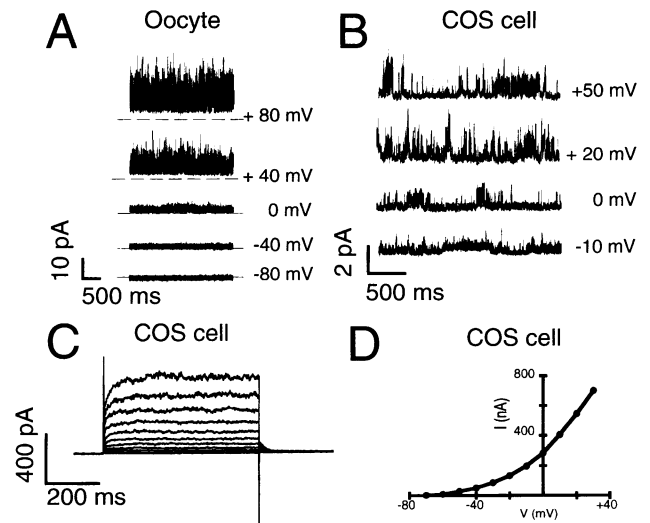 A Oocyte
+ 80 mV
+ 40 mV
0 mV
-40 mV
-80 mV
10 pA
500 ms
B COS cell
+50 mV
+ 20 mV
0 mV
-10 mV
2 pA
500 ms
C COS cell
400 pA
200 ms
D COS cell
800
400
I (nA)
-80 -40 0 +40
V (mV)